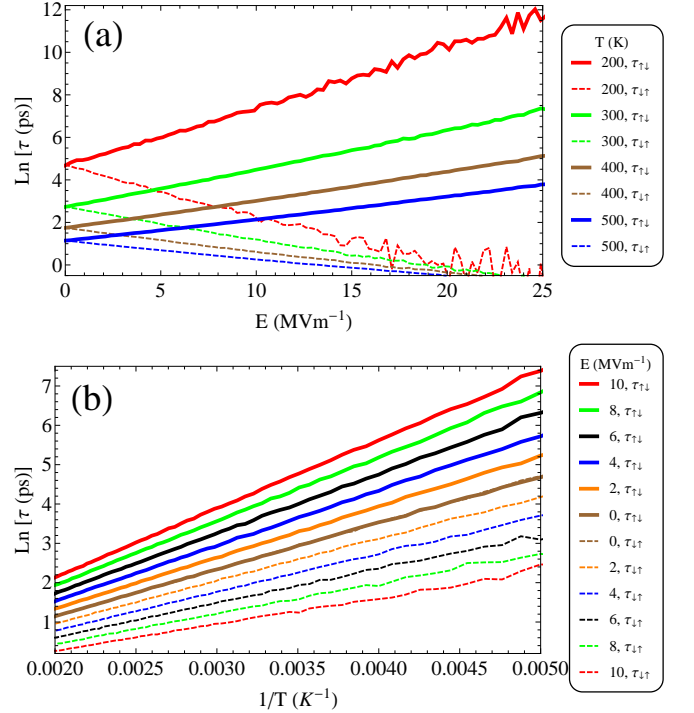 (a)
12
10
8
6
4
2
0
Ln [τ (ps)]
0 5 10 15 20 25
E (MVm⁻¹)
T (K)
200, τ↑↓
200, τ↓↑
300, τ↑↓
300, τ↓↑
400, τ↑↓
400, τ↓↑
500, τ↑↓
500, τ↓↑
(b)
7
6
5
4
3
2
1
Ln [τ (ps)]
0.0020 0.0025 0.0030 0.0035 0.0040 0.0045 0.0050
1/T (K⁻¹)
E (MVm⁻¹)
10, τ↑↓
8, τ↑↓
6, τ↑↓
4, τ↑↓
2, τ↑↓
0, τ↑↓
0, τ↓↑
2, τ↓↑
4, τ↓↑
6, τ↓↑
8, τ↓↑
10, τ↓↑